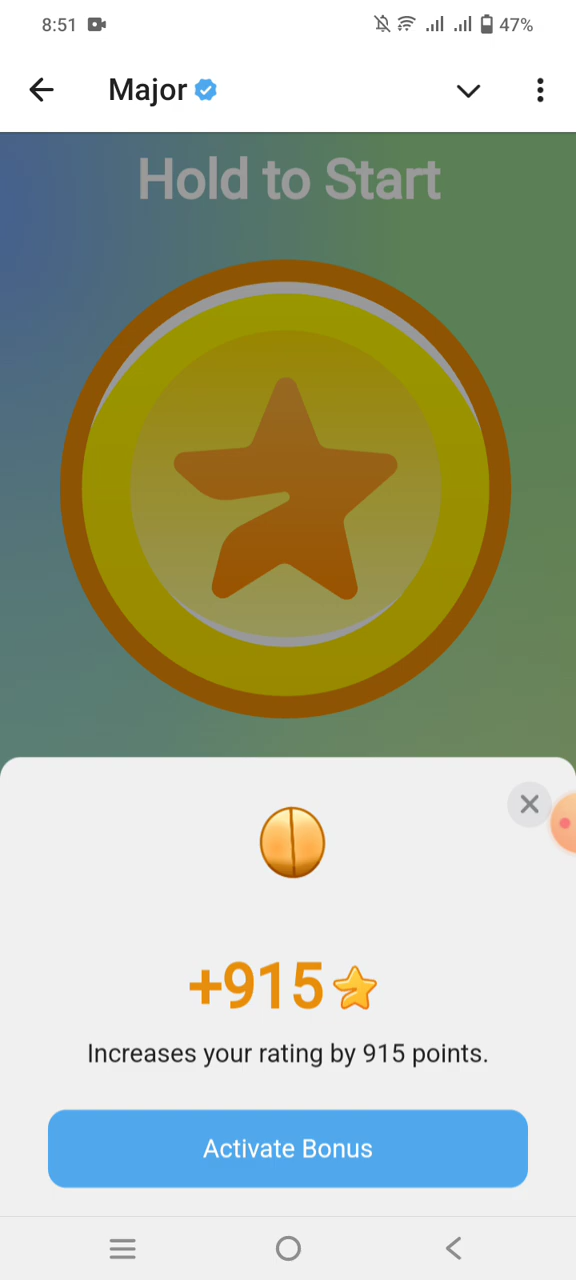 8:51
47%
Major
Hold to Start
+915
Increases your rating by 915 points.
Activate Bonus